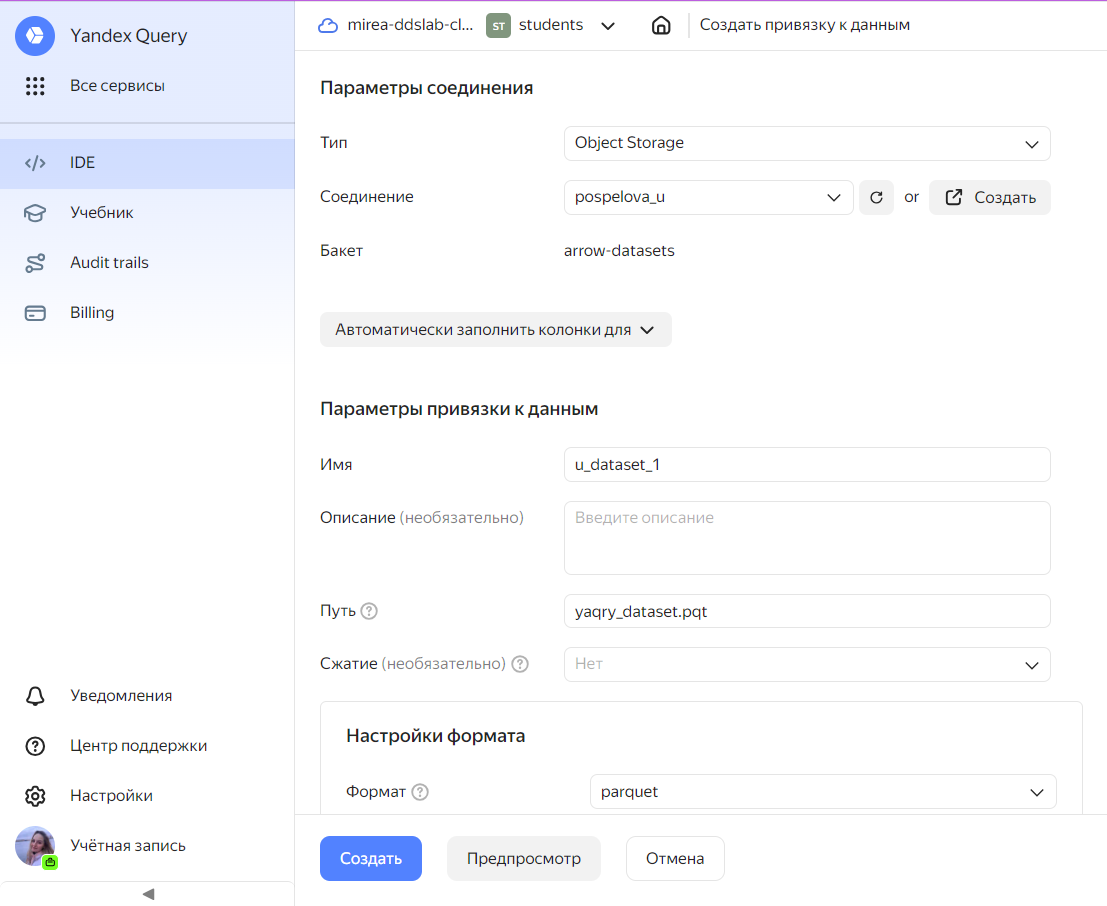 Yandex Query
Все сервисы
IDE
Учебник
Audit trails
Billing
Уведомления
Центр поддержки
Настройки
Учётная запись
mirea-ddslab-cl... ST students Создать привязку к данным
Параметры соединения
Тип Object Storage
Соединение pospelova_u or Создать
Бакет arrow-datasets
Автоматически заполнить колонки для
Параметры привязки к данным
Имя u_dataset_1
Описание (необязательно) Введите описание
Путь ? yaqry_dataset.pqt
Сжатие (необязательно) ? Нет
Настройки формата
Формат ? parquet
Создать Предпросмотр Отмена